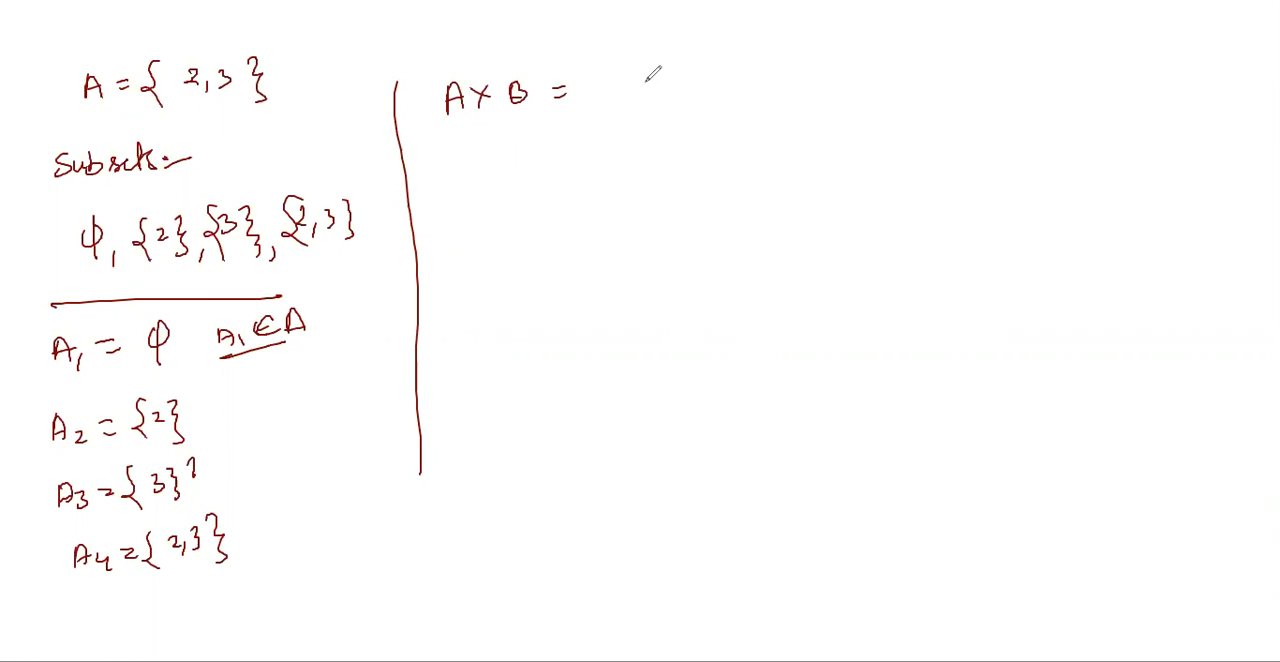 A = { 2, 3 }
Subsets:-
ϕ, {2}, {3}, {2, 3}
A1 = ϕ A1 ∈ A
A2 = {2}
A3 = { 3}
A4 = { 2,3 }
A × B =